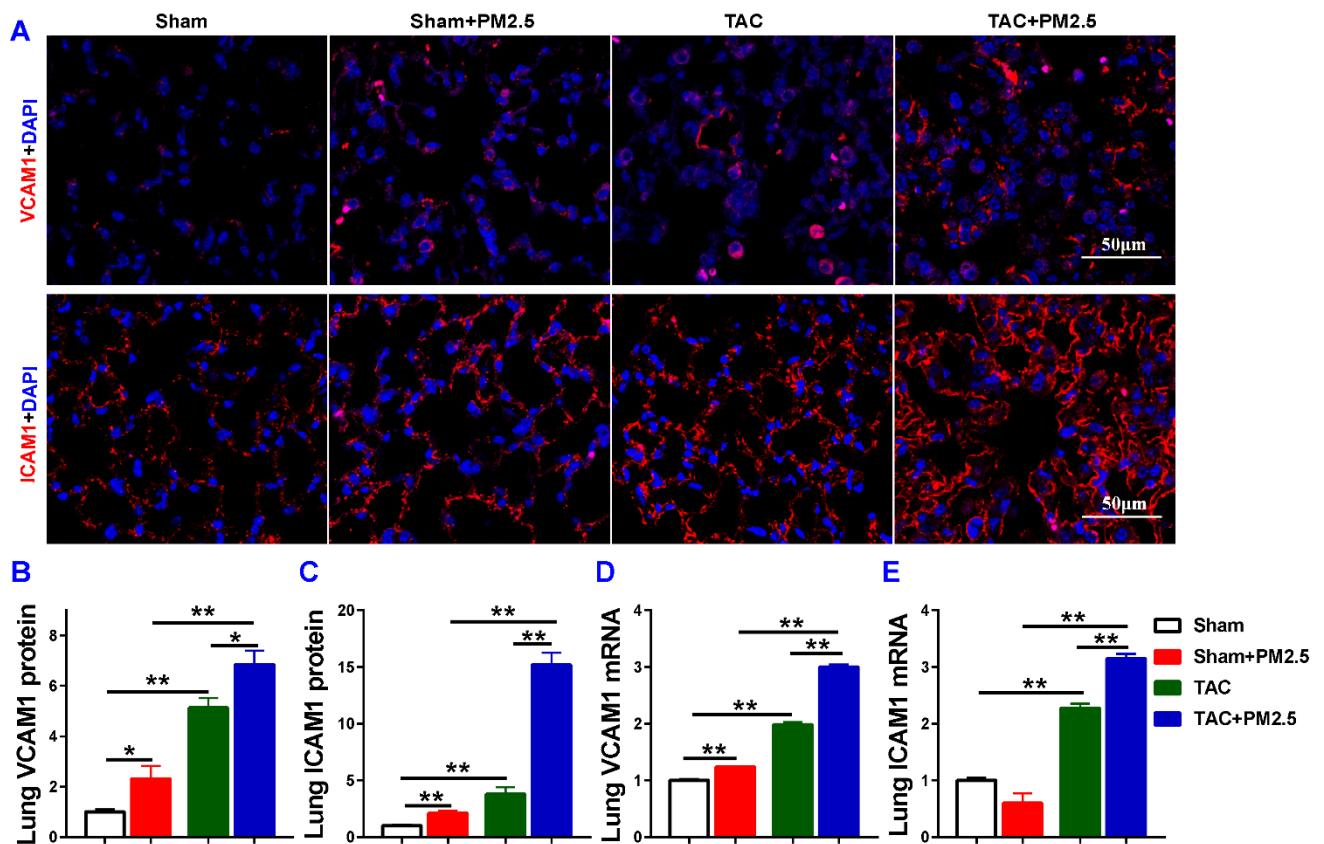 A
Sham
Sham+PM2.5
TAC
TAC+PM2.5
VCAM1+DAPI
50μm
ICAM1+DAPI
50μm
B
Lung VCAM1 protein
8
6
4
2
0
*
**
*
**
C
Lung ICAM1 protein
20
15
10
5
0
**
**
**
**
D
Lung VCAM1 mRNA
4
3
2
1
0
**
**
**
**
E
Lung ICAM1 mRNA
4
3
2
1
0
**
**
**
Sham
Sham+PM2.5
TAC
TAC+PM2.5